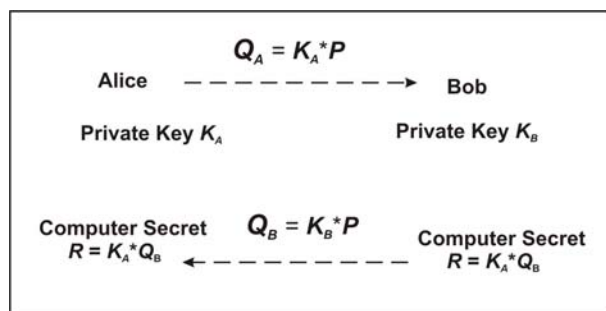 Q_A = K_A*P
Alice
Bob
Private Key K_A
Private Key K_B
Computer Secret
R = K_A*Q_B
Q_B = K_B*P
Computer Secret
R = K_A*Q_B